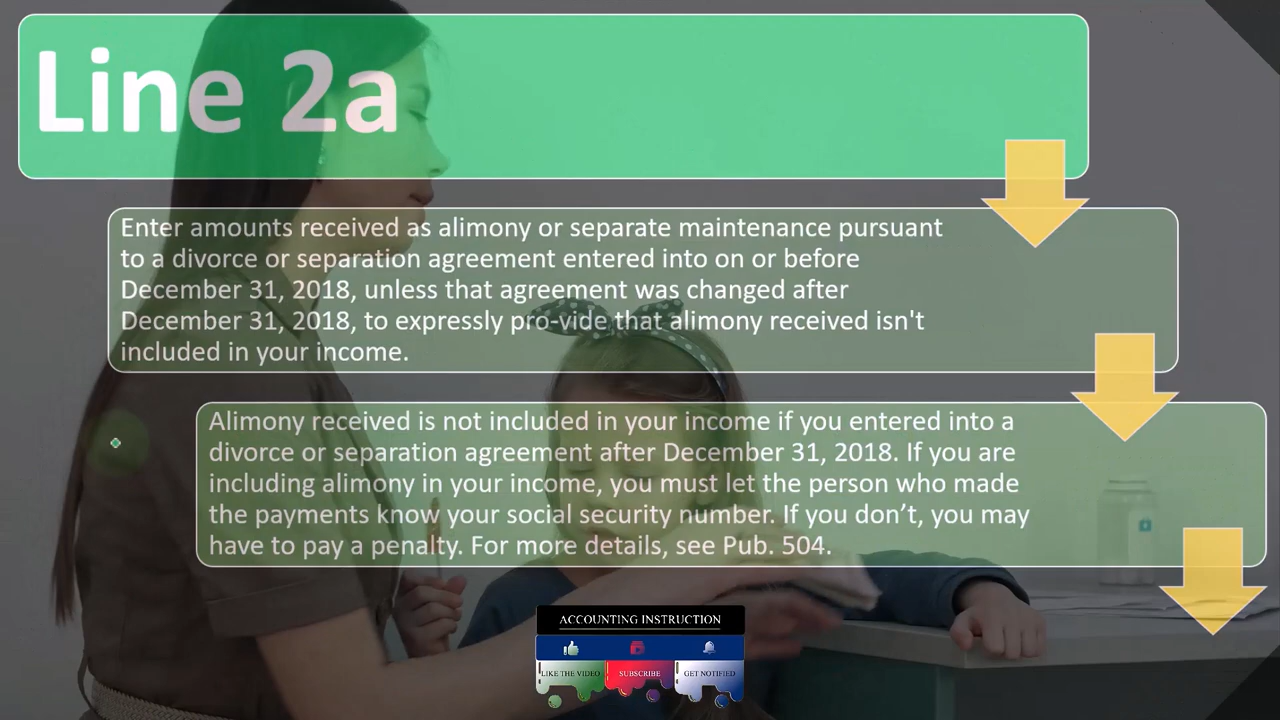 Line 2a
Enter amounts received as alimony or separate maintenance pursuant
to a divorce or separation agreement entered into on or before
December 31, 2018, unless that agreement was changed after
December 31, 2018, to expressly pro-vide that alimony received isn't
included in your income.
Alimony received is not included in your income if you entered into a
divorce or separation agreement after December 31, 2018. If you are
including alimony in your income, you must let the person who made
the payments know your social security number. If you don’t, you may
have to pay a penalty. For more details, see Pub. 504.
ACCOUNTING INSTRUCTION
LIKE THE VIDEO SUBSCRIBE GET NOTIFIED